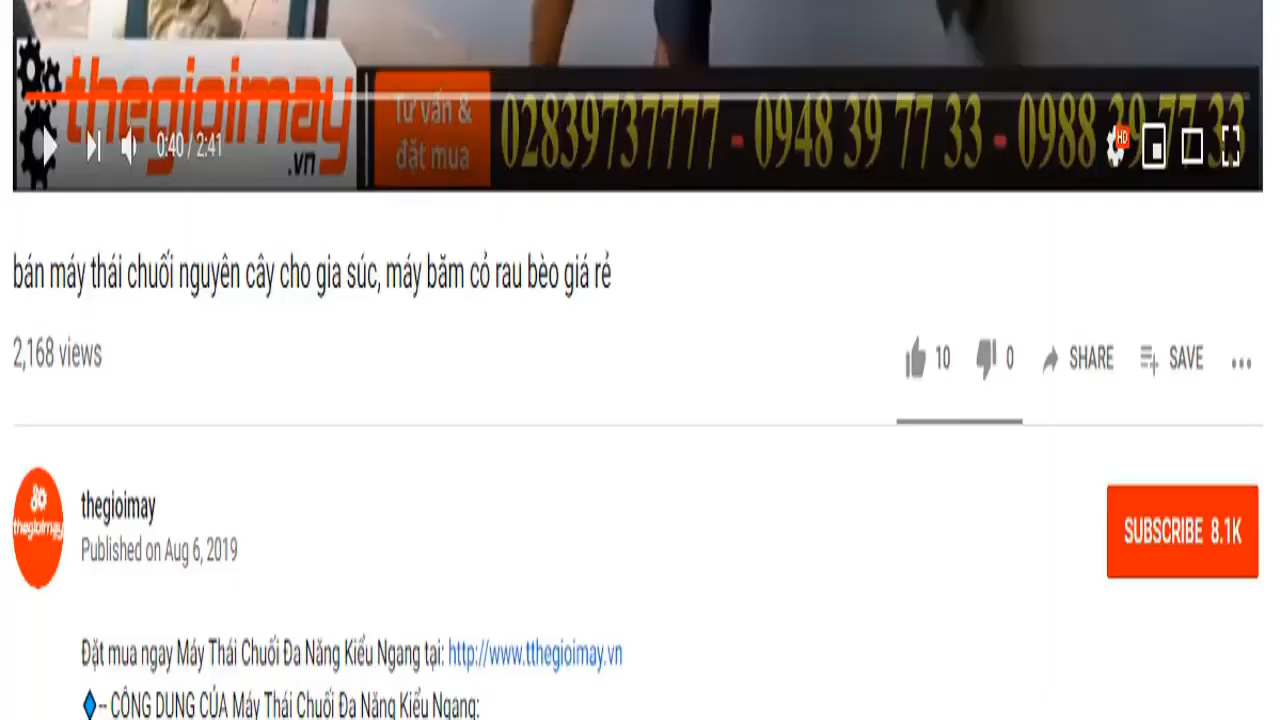 thegioimay
.vn
Tư vấn &
đặt mua
02839737777 - 0948 39 77 33 - 0988 39 77 33
HD
0:40 / 2:41
bán máy thái chuối nguyên cây cho gia súc, máy băm cỏ rau bèo giá rẻ
2,168 views
10
0
SHARE
SAVE
thegioimay
thegioimay
Published on Aug 6, 2019
SUBSCRIBE 8.1K
Đặt mua ngay Máy Thái Chuối Đa Năng Kiểu Ngang tại: http://www.tthegioimay.vn
-- CÔNG DỤNG CỦA Máy Thái Chuối Đa Năng Kiểu Ngang: